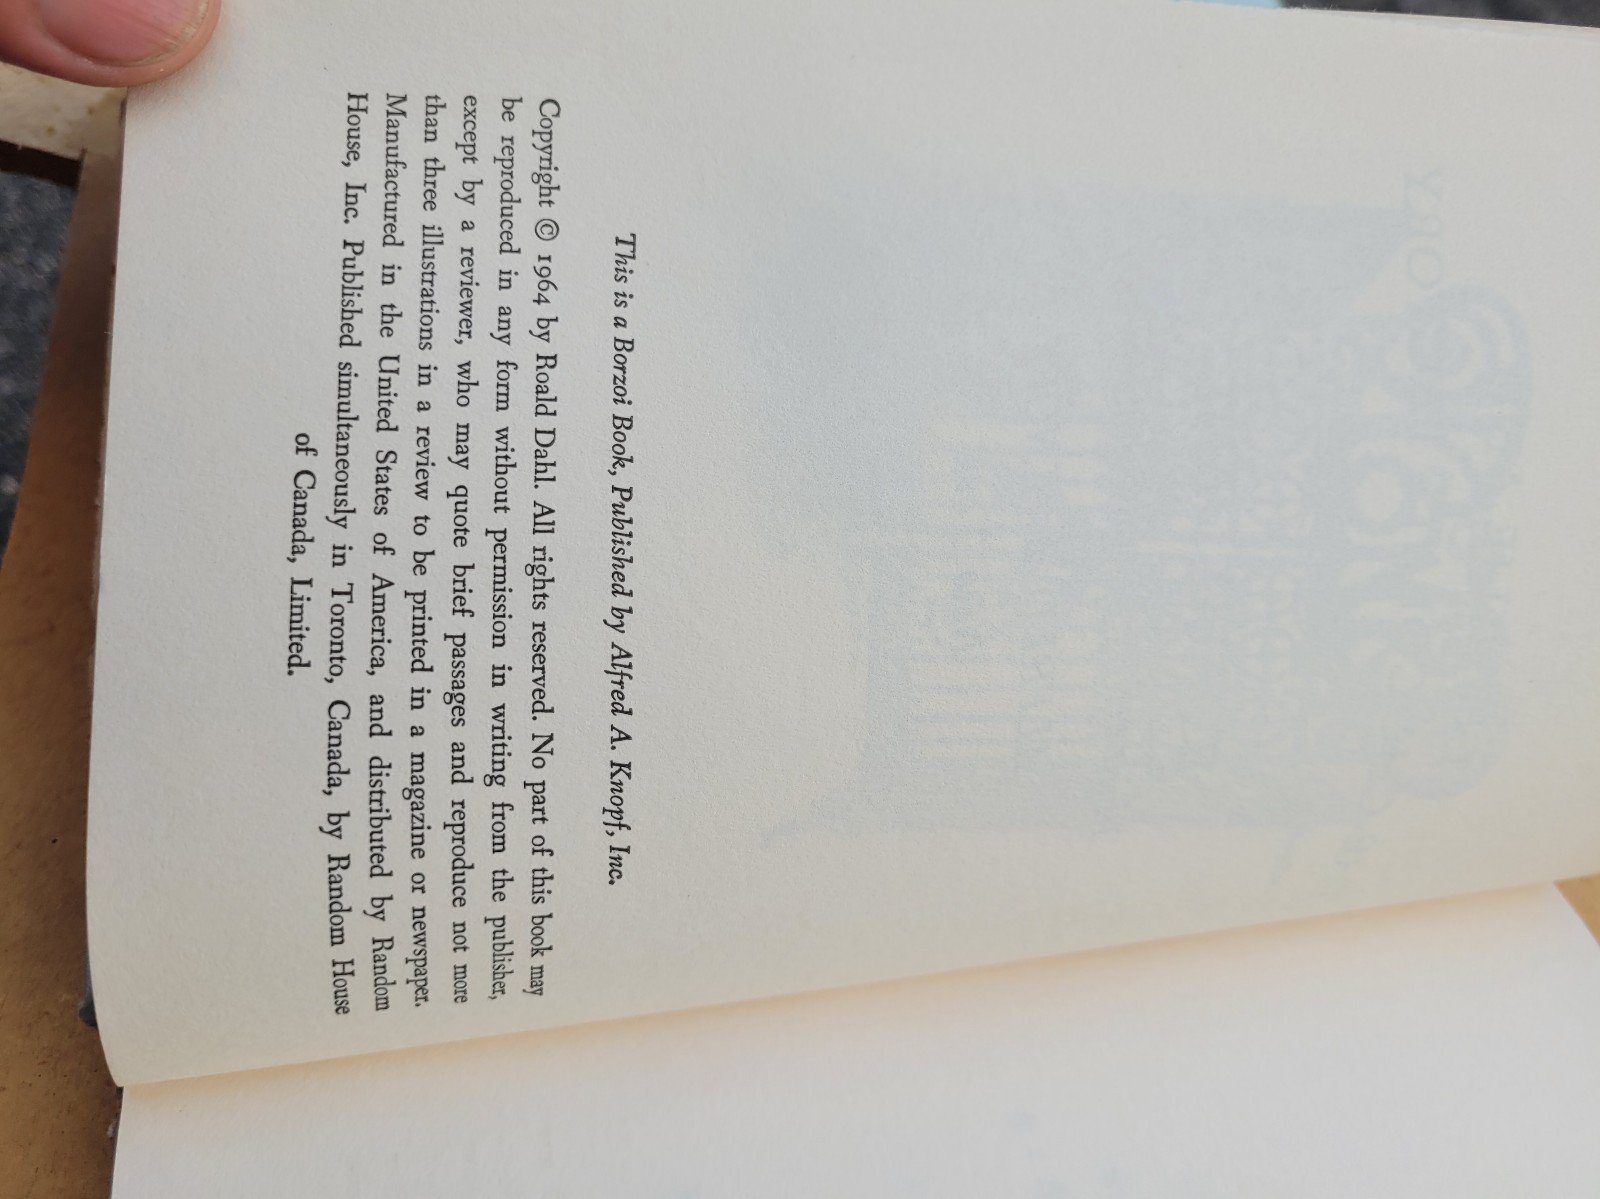 This is a Borzoi Book, Published by Alfred A. Knopf, Inc.
Copyright © 1964 by Roald Dahl. All rights reserved. No part of this book may
be reproduced in any form without permission in writing from the publisher,
except by a reviewer, who may quote brief passages and reproduce not more
than three illustrations in a review to be printed in a magazine or newspaper.
Manufactured in the United States of America, and distributed by Random
House, Inc. Published simultaneously in Toronto, Canada, by Random House
of Canada, Limited.